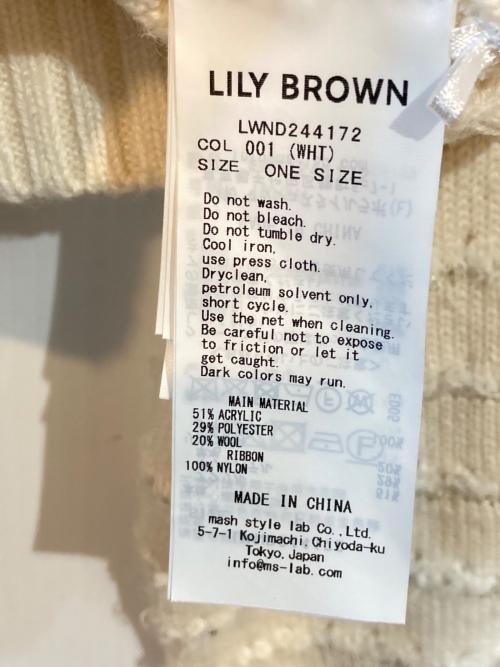 LILY BROWN
LWND244172
COL 001 (WHT)
SIZE ONE SIZE
Do not wash.
Do not bleach.
Do not tumble dry.
Cool iron,
use press cloth.
Dryclean,
petroleum solvent only,
short cycle.
Use the net when cleaning.
Be careful not to expose
to friction or let it
get caught.
Dark colors may run.
MAIN MATERIAL
51% ACRYLIC
29% POLYESTER
20% WOOL
RIBBON
100% NYLON
MADE IN CHINA
mash style lab Co.,Ltd.
5-7-1 Kojimachi,Chiyoda-ku
Tokyo,Japan
info@ms-lab.com